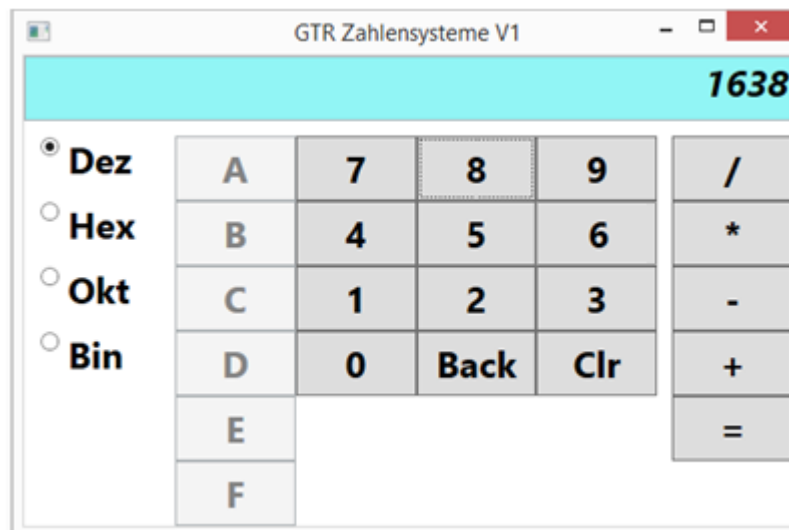 GTR Zahlensysteme V1
1638
Dez A 7 8 9 /
Hex B 4 5 6 *
Okt C 1 2 3 -
Bin D 0 Back Clr +
E =
F